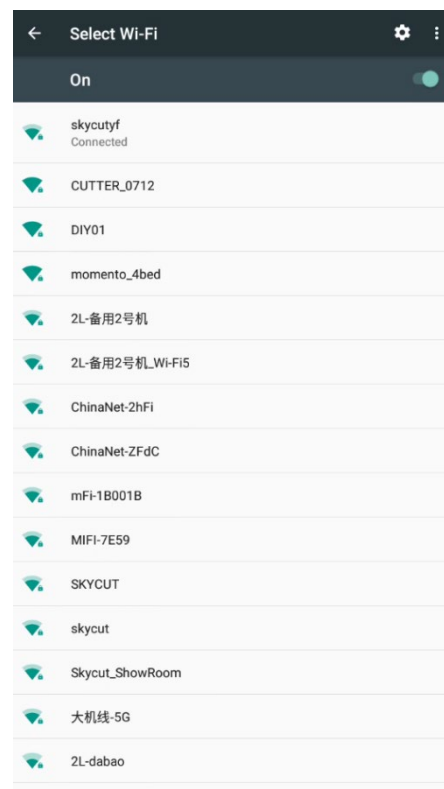 Select Wi-Fi
On
skycutyf
Connected
CUTTER_0712
DIY01
momento_4bed
2L-备用2号机
2L-备用2号机_Wi-Fi5
ChinaNet-2hFi
ChinaNet-ZFdC
mFi-1B001B
MIFI-7E59
SKYCUT
skycut
Skycut_ShowRoom
大机线-5G
2L-dabao